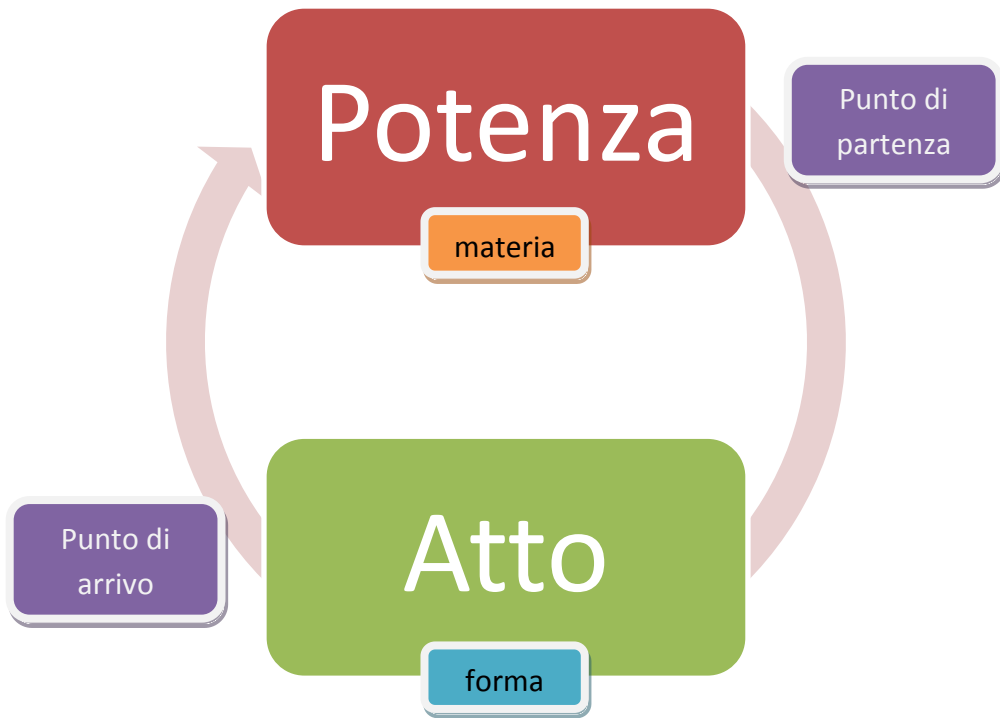 Potenza
Punto di
partenza
materia
Atto
Punto di
arrivo
forma